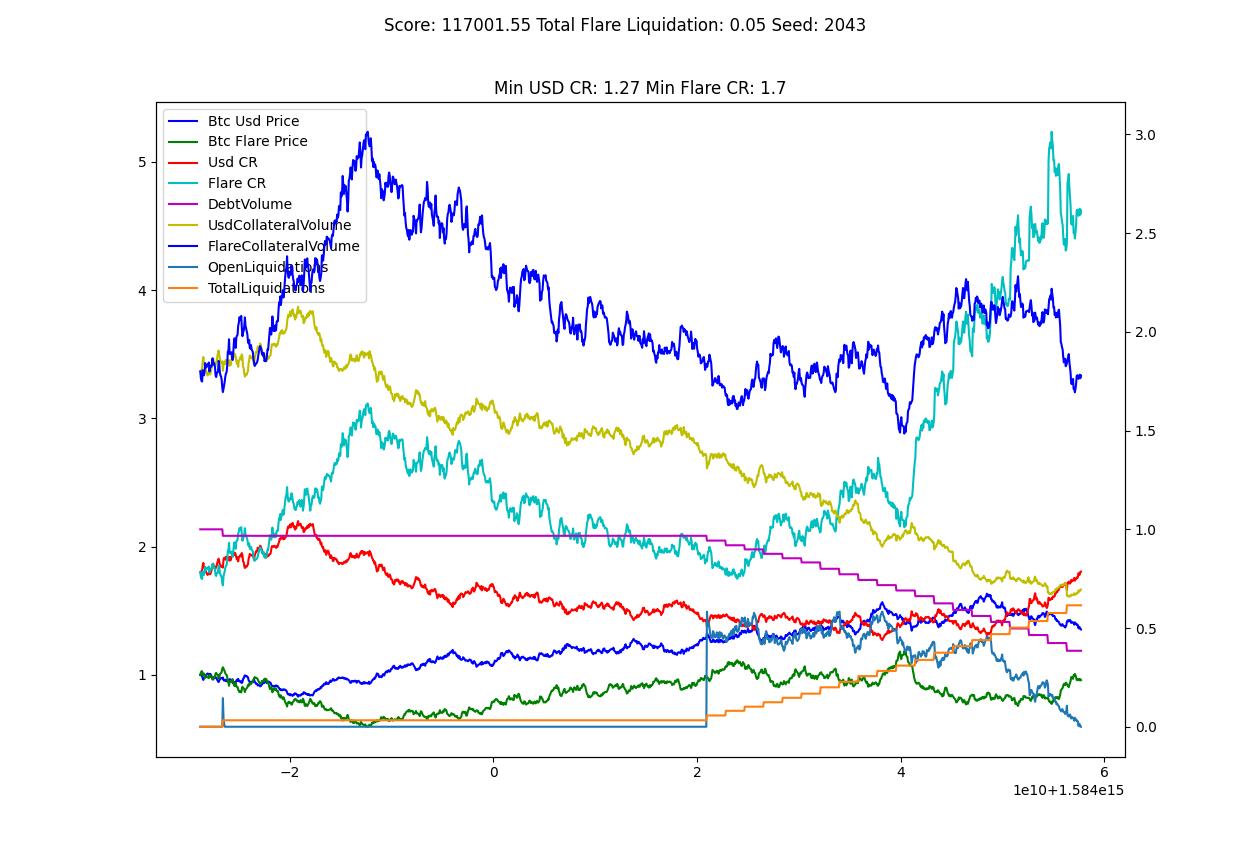 Score: 117001.55 Total Flare Liquidation: 0.05 Seed: 2043
Min USD CR: 1.27 Min Flare CR: 1.7
Btc Usd Price
Btc Flare Price
Usd CR
Flare CR
DebtVolume
UsdCollateralVolume
FlareCollateralVolume
OpenLiquidations
TotalLiquidations
5
4
3
2
1
3.0
2.5
2.0
1.5
1.0
0.5
0.0
−2
0
2
4
6
1e10+1.584e15